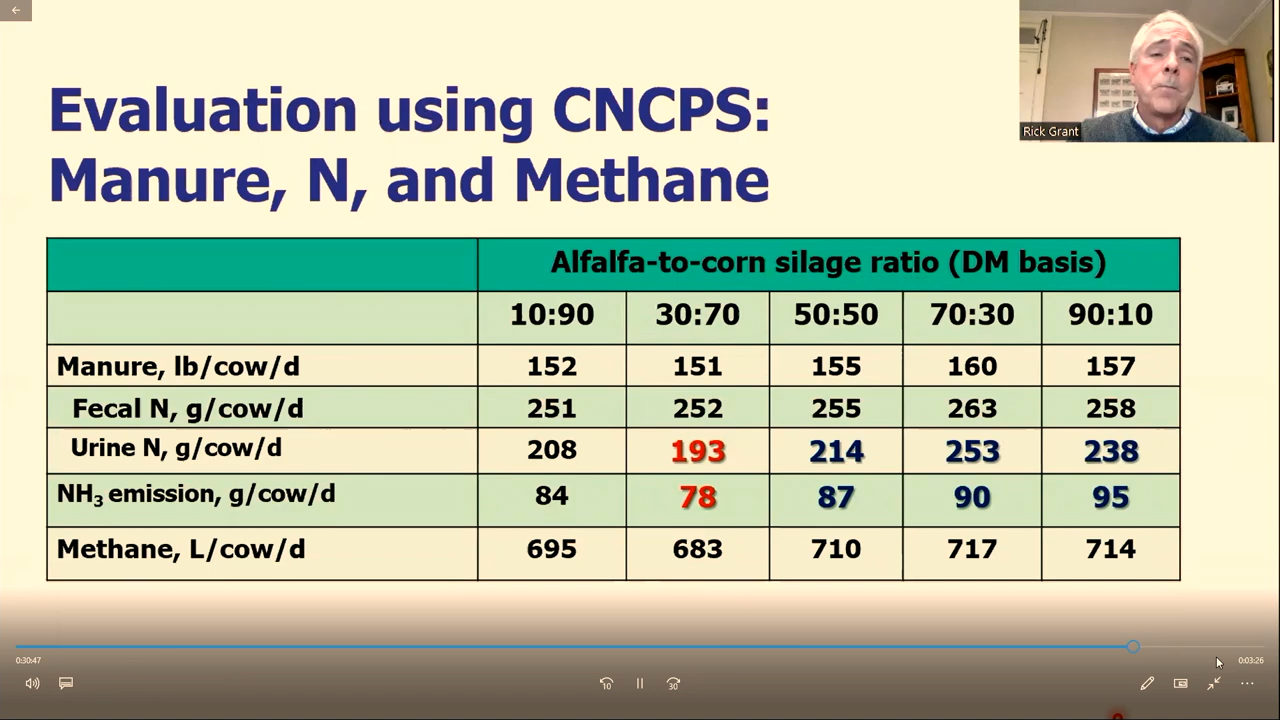 Rick Grant
Evaluation using CNCPS:
Manure, N, and Methane
Alfalfa-to-corn silage ratio (DM basis)
10:90 30:70 50:50 70:30 90:10
Manure, lb/cow/d 152 151 155 160 157
Fecal N, g/cow/d 251 252 255 263 258
Urine N, g/cow/d 208 193 214 253 238
NH3 emission, g/cow/d 84 78 87 90 95
Methane, L/cow/d 695 683 710 717 714
0:30:47 0:03:26
10 30